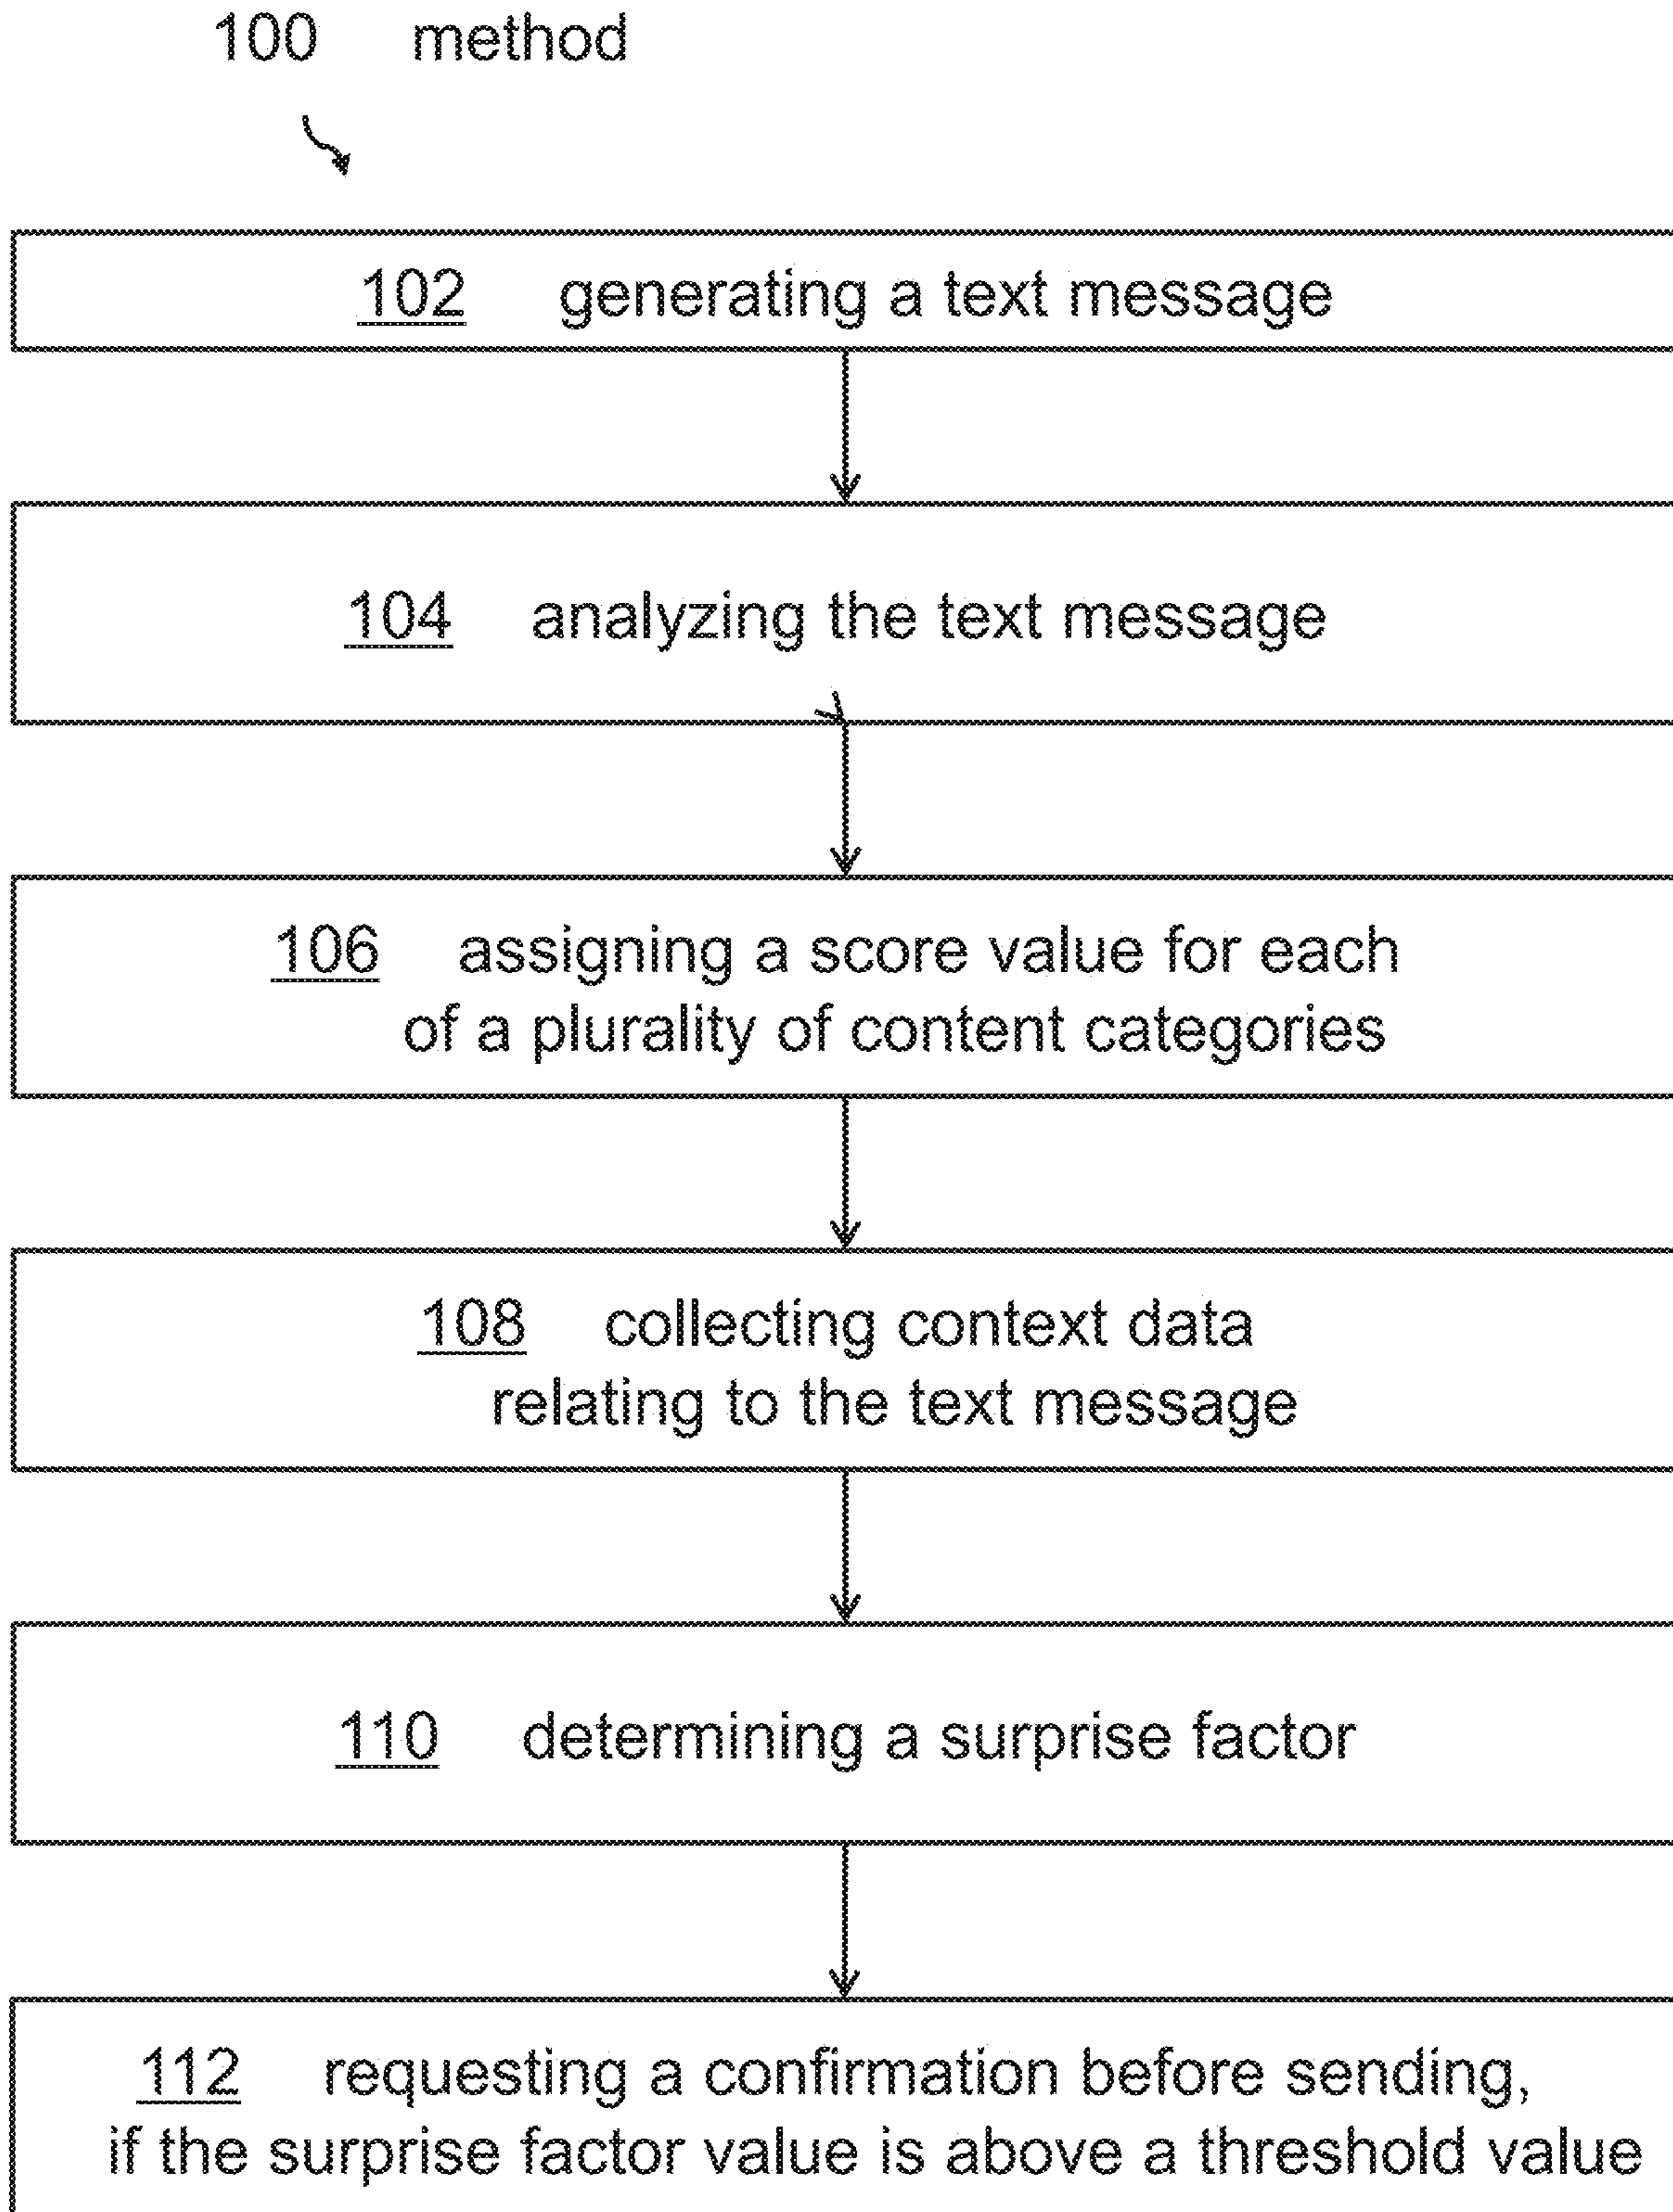 100 method
102 generating a text message
104 analyzing the text message
106 assigning a score value for each
of a plurality of content categories
108 collecting context data
relating to the text message
110 determining a surprise factor
112 requesting a confirmation before sending,
if the surprise factor value is above a threshold value